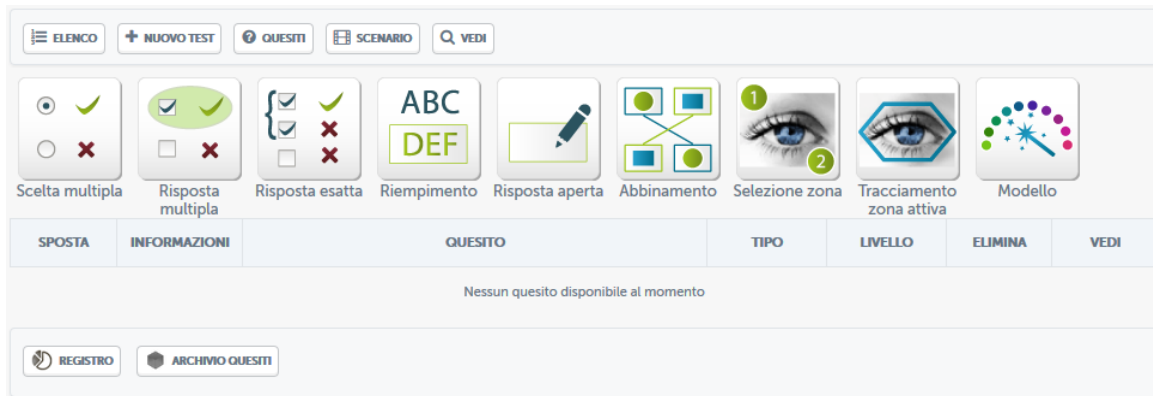 ELENCO
NUOVO TEST
QUESITI
SCENARIO
VEDI
ABC
DEF
1
2
Scelta multipla
Risposta
multipla
Risposta esatta
Riempimento
Risposta aperta
Abbinamento
Selezione zona
Tracciamento
zona attiva
Modello
SPOSTA
INFORMAZIONI
QUESITO
TIPO
LIVELLO
ELIMINA
VEDI
Nessun quesito disponibile al momento
REGISTRO
ARCHIVIO QUESITI